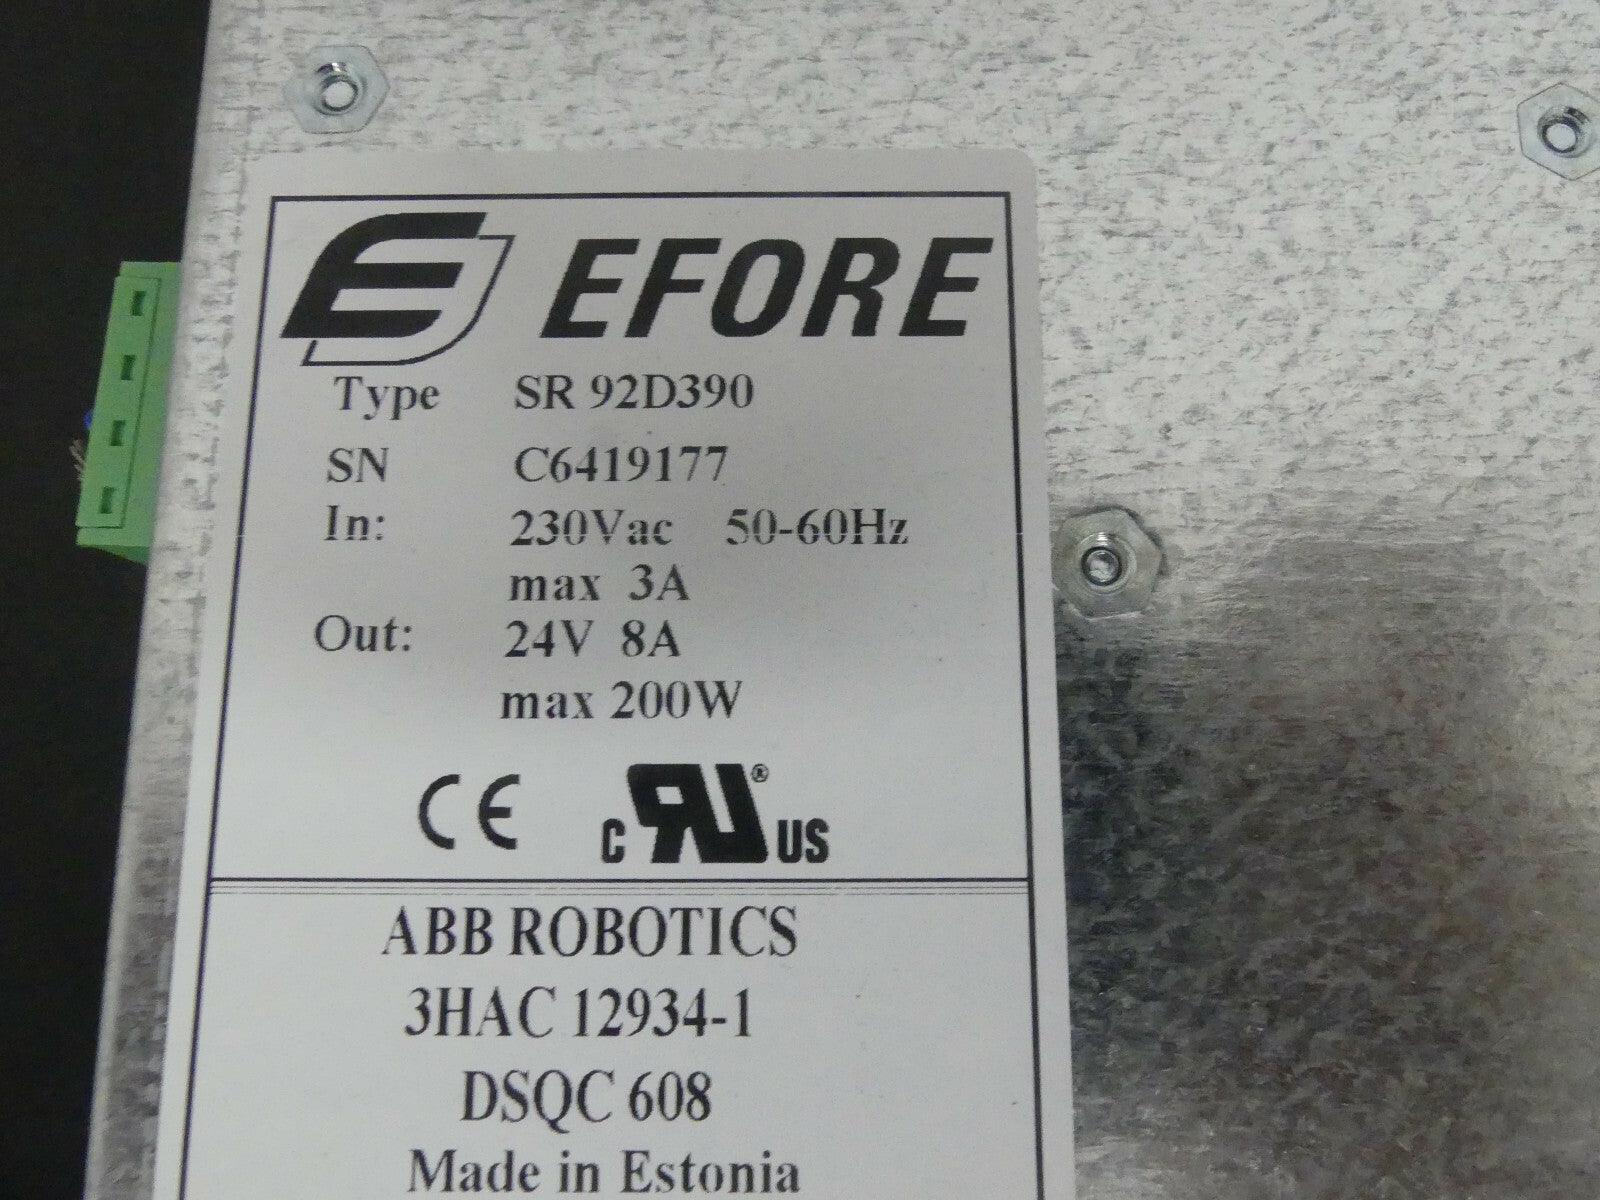 EFORE
Type SR 92D390
SN C6419177
In: 230Vac 50-60Hz
max 3A
Out: 24V 8A
max 200W
CE C RU® US
ABB ROBOTICS
3HAC 12934-1
DSQC 608
Made in Estonia